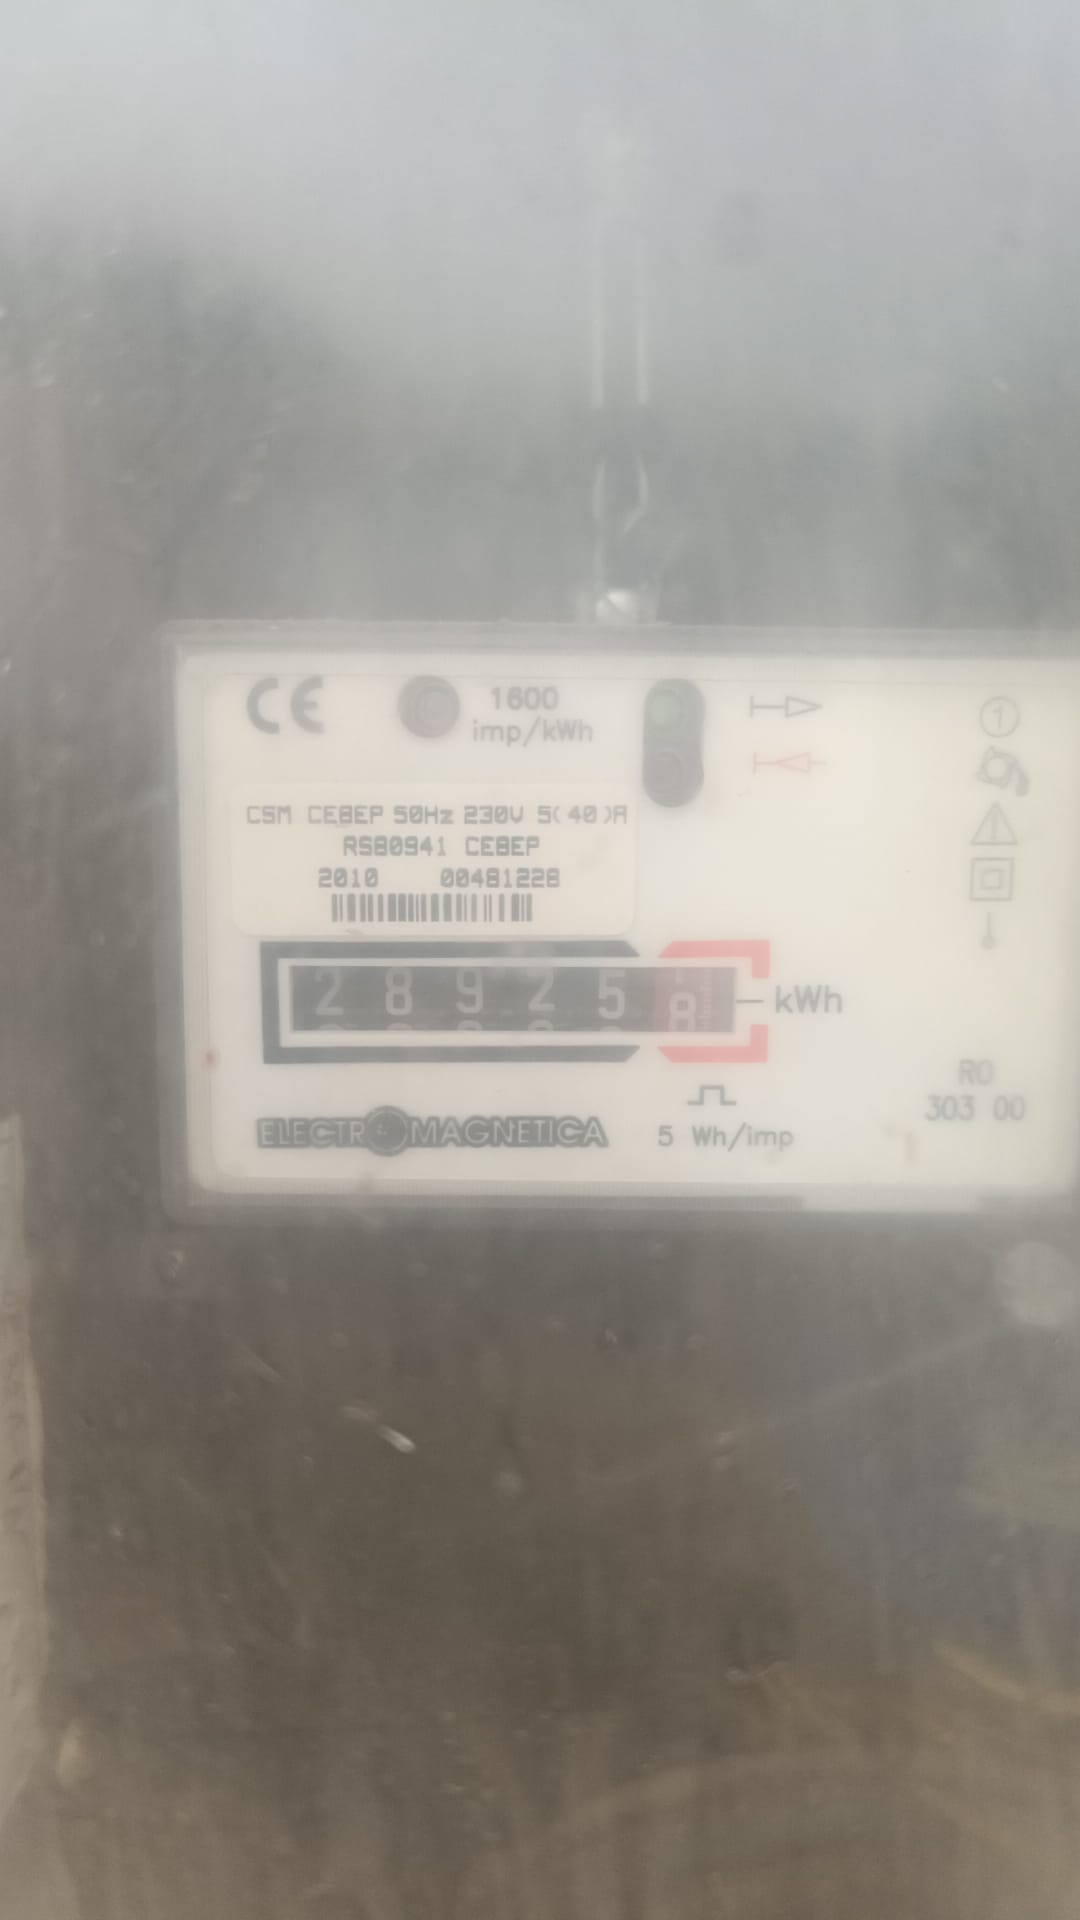 CE
1600
imp/kWh
1
CSM CEBEP 50Hz 230V 5(40)A
RS80941 CEBEP
2010 00481228
2 8 9 2 5 8
kWh
RO
303 00
ELECTROMAGNETICA
5 Wh/imp